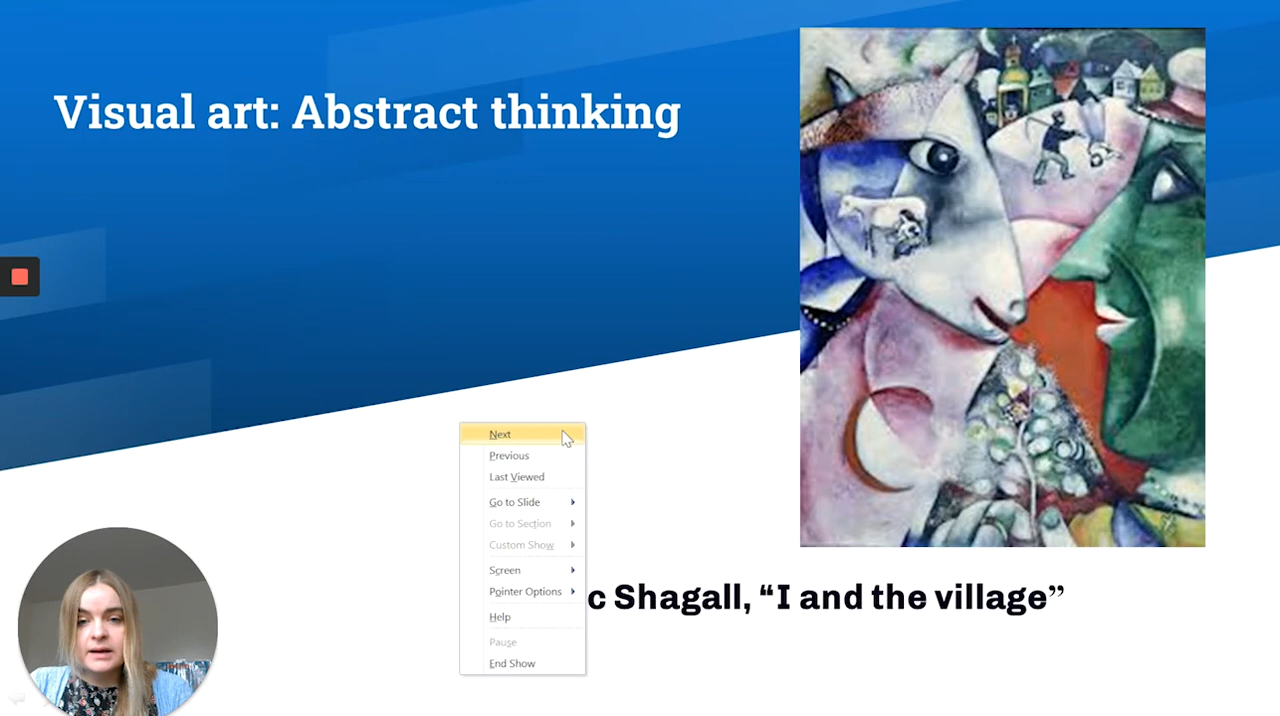 Visual art: Abstract thinking
Next
Previous
Last Viewed
Go to Slide
Go to Section
Custom Show
Screen
Pointer Options
Help
Pause
End Show
c Shagall, “I and the village”